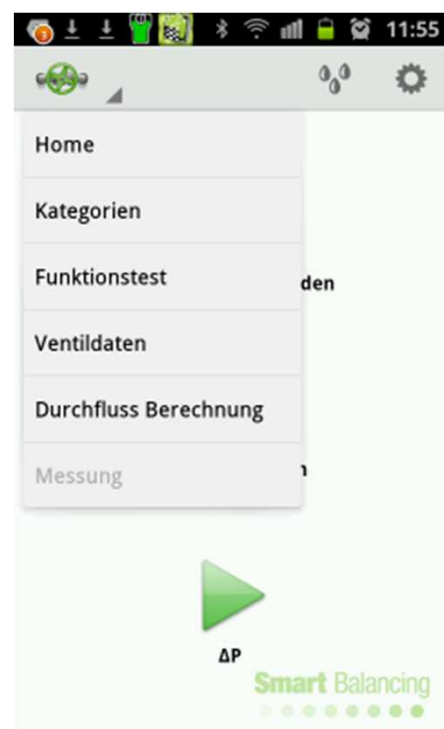 11:55
Home
Kategorien
Funktionstest
den
Ventildaten
Durchfluss Berechnung
Messung
n
ΔP
Smart Balancing